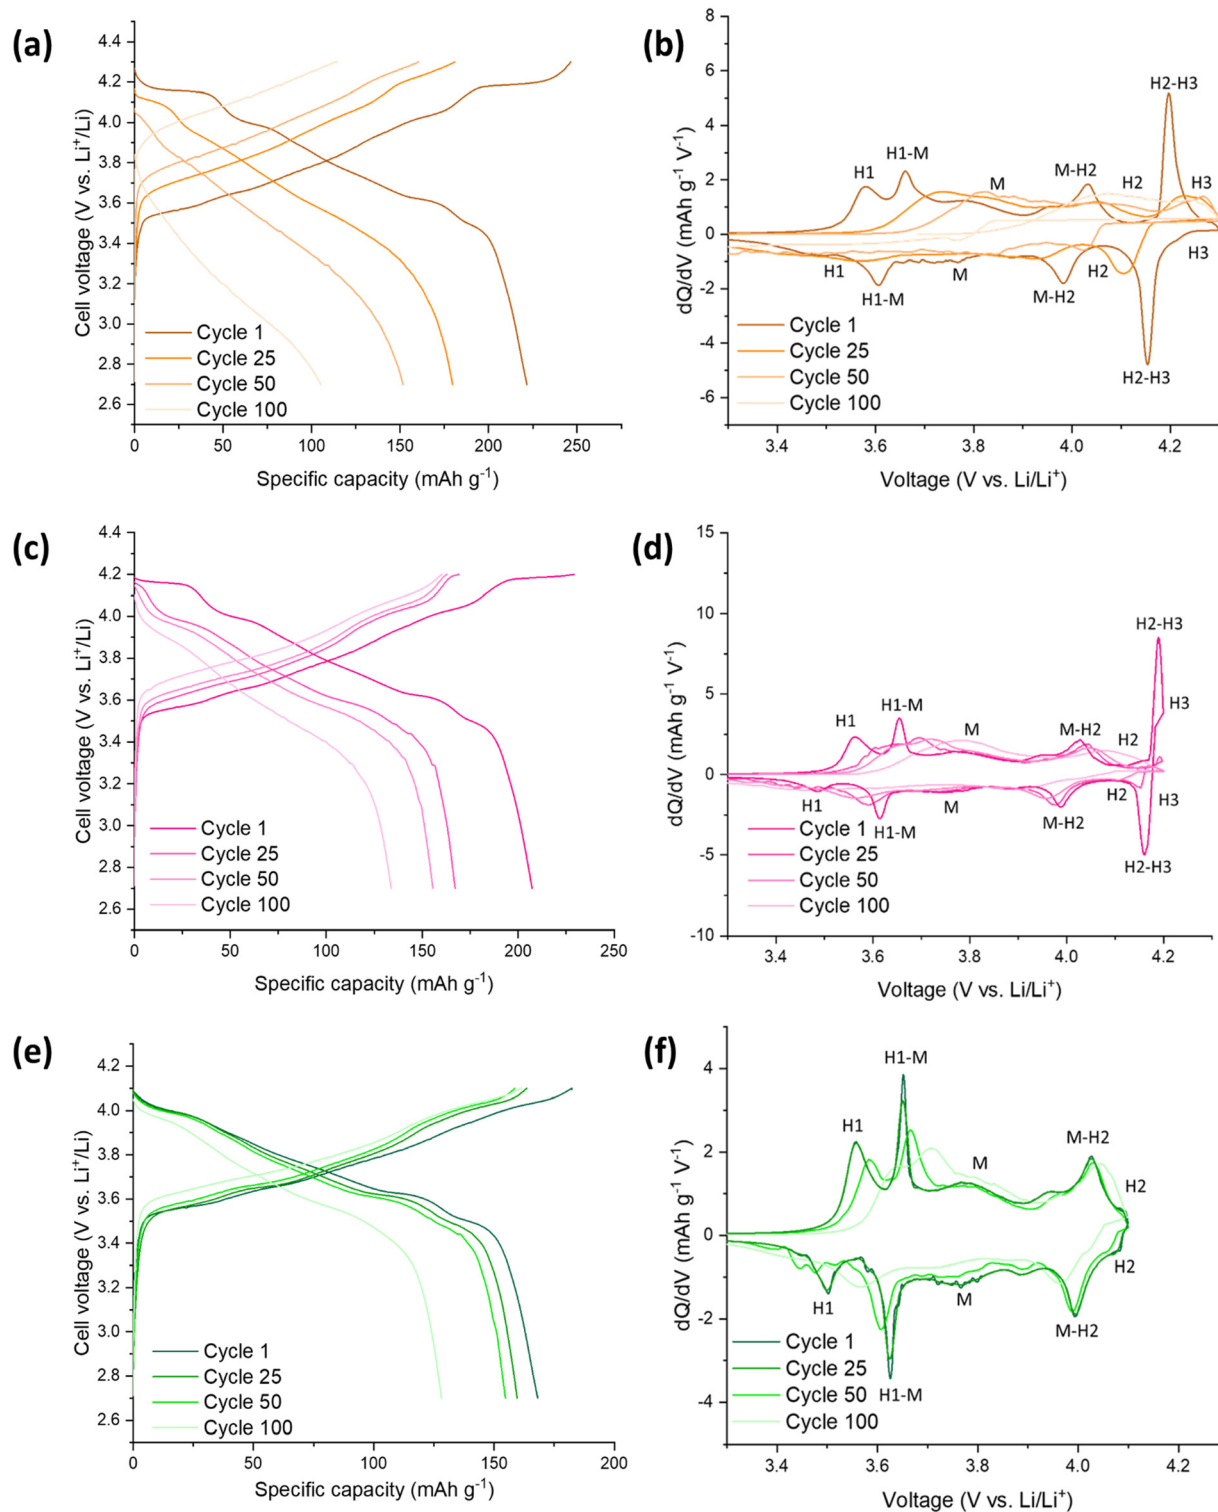 (a)
4.4
4.2
4.0
3.8
3.6
3.4
3.2
3.0
2.8
2.6
Cell voltage (V vs. Li⁺/Li)
Cycle 1
Cycle 25
Cycle 50
Cycle 100
0 50 100 150 200 250
Specific capacity (mAh g⁻¹)
(b)
8
6
4
2
0
-2
-4
-6
dQ/dV (mAh g⁻¹ V⁻¹)
H2-H3
H1-M
H1
M
M-H2
H2
H3
H1
H1-M
M
M-H2
H2
H3
H2-H3
Cycle 1
Cycle 25
Cycle 50
Cycle 100
3.4 3.6 3.8 4.0 4.2
Voltage (V vs. Li/Li⁺)
(c)
4.4
4.2
4.0
3.8
3.6
3.4
3.2
3.0
2.8
2.6
Cell voltage (V vs. Li⁺/Li)
Cycle 1
Cycle 25
Cycle 50
Cycle 100
0 50 100 150 200 250
Specific capacity (mAh g⁻¹)
(d)
15
10
5
0
-5
-10
dQ/dV (mAh g⁻¹ V⁻¹)
H2-H3
H3
H1
H1-M
M
M-H2
H2
H1
H1-M
M
M-H2
H2
H3
H2-H3
Cycle 1
Cycle 25
Cycle 50
Cycle 100
3.4 3.6 3.8 4.0 4.2
Voltage (V vs. Li/Li⁺)
(e)
4.2
4.0
3.8
3.6
3.4
3.2
3.0
2.8
2.6
Cell voltage (V vs. Li⁺/Li)
Cycle 1
Cycle 25
Cycle 50
Cycle 100
0 50 100 150 200
Specific capacity (mAh g⁻¹)
(f)
4
2
0
-2
-4
dQ/dV (mAh g⁻¹ V⁻¹)
H1-M
H1
M
M-H2
H2
H1
H1-M
M
M-H2
H2
Cycle 1
Cycle 25
Cycle 50
Cycle 100
3.4 3.6 3.8 4.0 4.2
Voltage (V vs. Li/Li⁺)